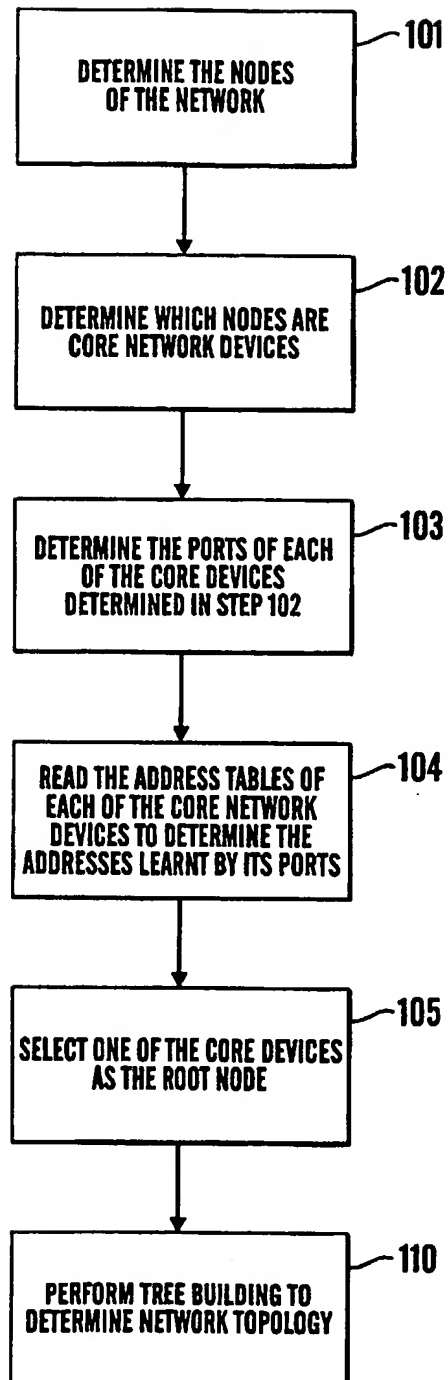 101
DETERMINE THE NODES
OF THE NETWORK
102
DETERMINE WHICH NODES ARE
CORE NETWORK DEVICES
103
DETERMINE THE PORTS OF EACH
OF THE CORE DEVICES
DETERMINED IN STEP 102
104
READ THE ADDRESS TABLES OF
EACH OF THE CORE NETWORK
DEVICES TO DETERMINE THE
ADDRESSES LEARNT BY ITS PORTS
105
SELECT ONE OF THE CORE DEVICES
AS THE ROOT NODE
110
PERFORM TREE BUILDING TO
DETERMINE NETWORK TOPOLOGY